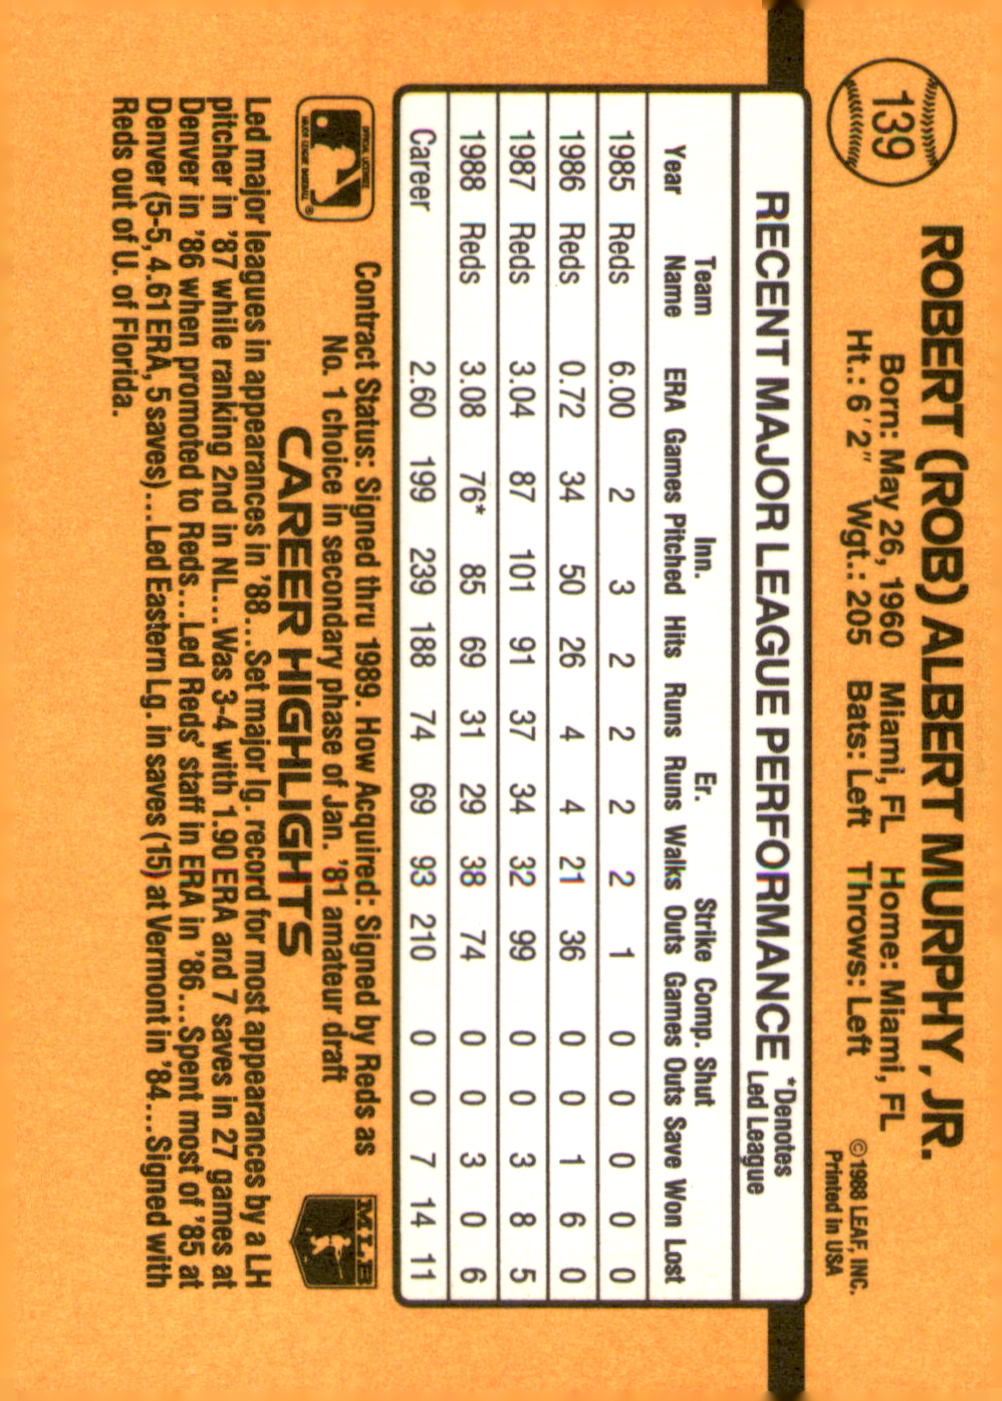 139
ROBERT (ROB) ALBERT MURPHY, JR.
Born: May 26, 1960 Miami, FL Home: Miami, FL
Ht.: 6'2" Wgt.: 205 Bats: Left Throws: Left
©1988 LEAF, INC.
Printed in USA
RECENT MAJOR LEAGUE PERFORMANCE
*Denotes
Led League
Team Inn. Er. Strike Comp. Shut
Year Name ERA Games Pitched Hits Runs Runs Walks Outs Games Outs Save Won Lost
1985 Reds 6.00 2 3 2 2 2 2 1 0 0 0 0 0
1986 Reds 0.72 34 50 26 4 4 21 36 0 0 1 6 0
1987 Reds 3.04 87 101 91 37 34 32 99 0 0 3 8 5
1988 Reds 3.08 76* 85 69 31 29 38 74 0 0 3 0 6
Career 2.60 199 239 188 74 69 93 210 0 0 7 14 11
Contract Status: Signed thru 1989. How Acquired: Signed by Reds as
No. 1 choice in secondary phase of Jan. '81 amateur draft
OFFICIAL LICENSEE
MAJOR LEAGUE BASEBALL
®
MLB
CAREER HIGHLIGHTS
Led major leagues in appearances in '88...Set major lg. record for most appearances by a LH
pitcher in '87 while ranking 2nd in NL...Was 3-4 with 1.90 ERA and 7 saves in 27 games at
Denver in '86 when promoted to Reds...Led Reds' staff in ERA in '86...Spent most of '85 at
Denver (5-5, 4.61 ERA, 5 saves)...Led Eastern Lg. in saves (15) at Vermont in '84...Signed with
Reds out of U. of Florida.